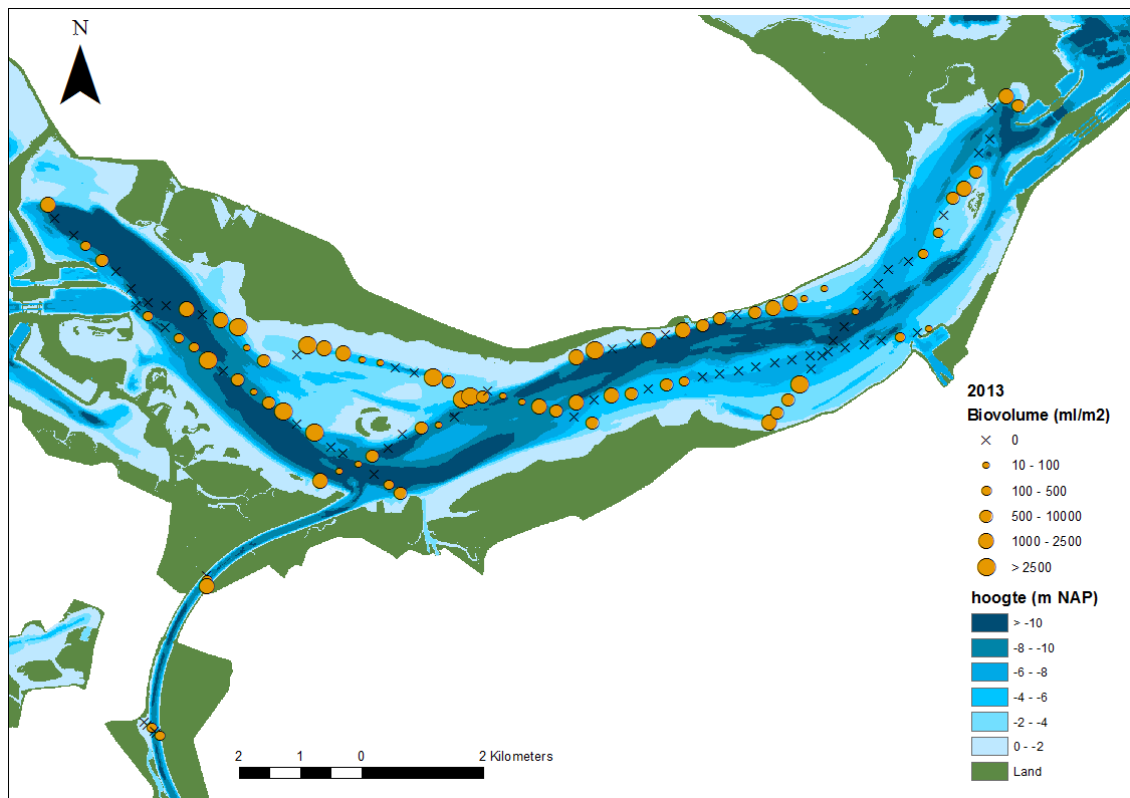 N
2013
Biovolume (ml/m2)
0
10 - 100
100 - 500
500 - 10000
1000 - 2500
> 2500
hoogte (m NAP)
> -10
-8 - -10
-6 - -8
-4 - -6
-2 - -4
0 - -2
Land
2 1 0 2 Kilometers